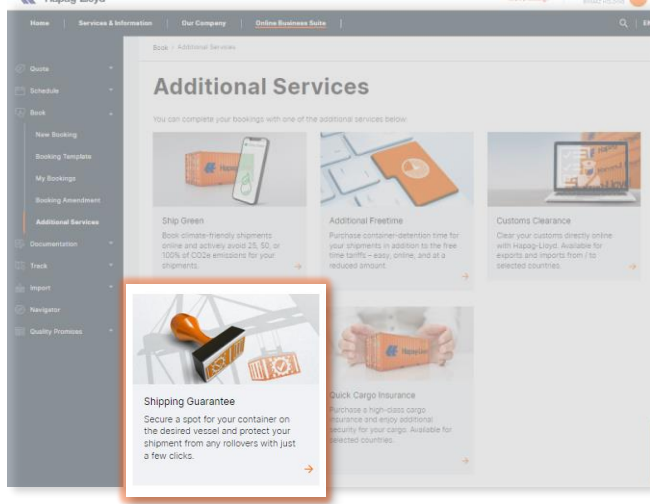 Hapag-Lloyd
Home | Services & Information | Our Company | Online Business Suite |
Book / Additional Services
Quote
Schedule
Book
New Booking
Booking Template
My Bookings
Booking Amendment
Additional Services
Documentation
Track
Import
Navigator
Quality Promises
Additional Services
You can complete your bookings with one of the additional services below
Ship Green
Book climate-friendly shipments
online and actively avoid 25, 50, or
100% of CO2e emissions for your
shipments.
Additional Freetime
Purchase container-detention time for
your shipments in addition to the free
time tariffs – easy, online, and at a
reduced amount.
Customs Clearance
Clear your customs directly online
with Hapag-Lloyd. Available for
exports and imports from / to
selected countries.
Shipping Guarantee
Secure a spot for your container on
the desired vessel and protect your
shipment from any rollovers with just
a few clicks.
Quick Cargo Insurance
Purchase a high-class cargo
insurance and enjoy additional
security for your cargo. Available for
selected countries.